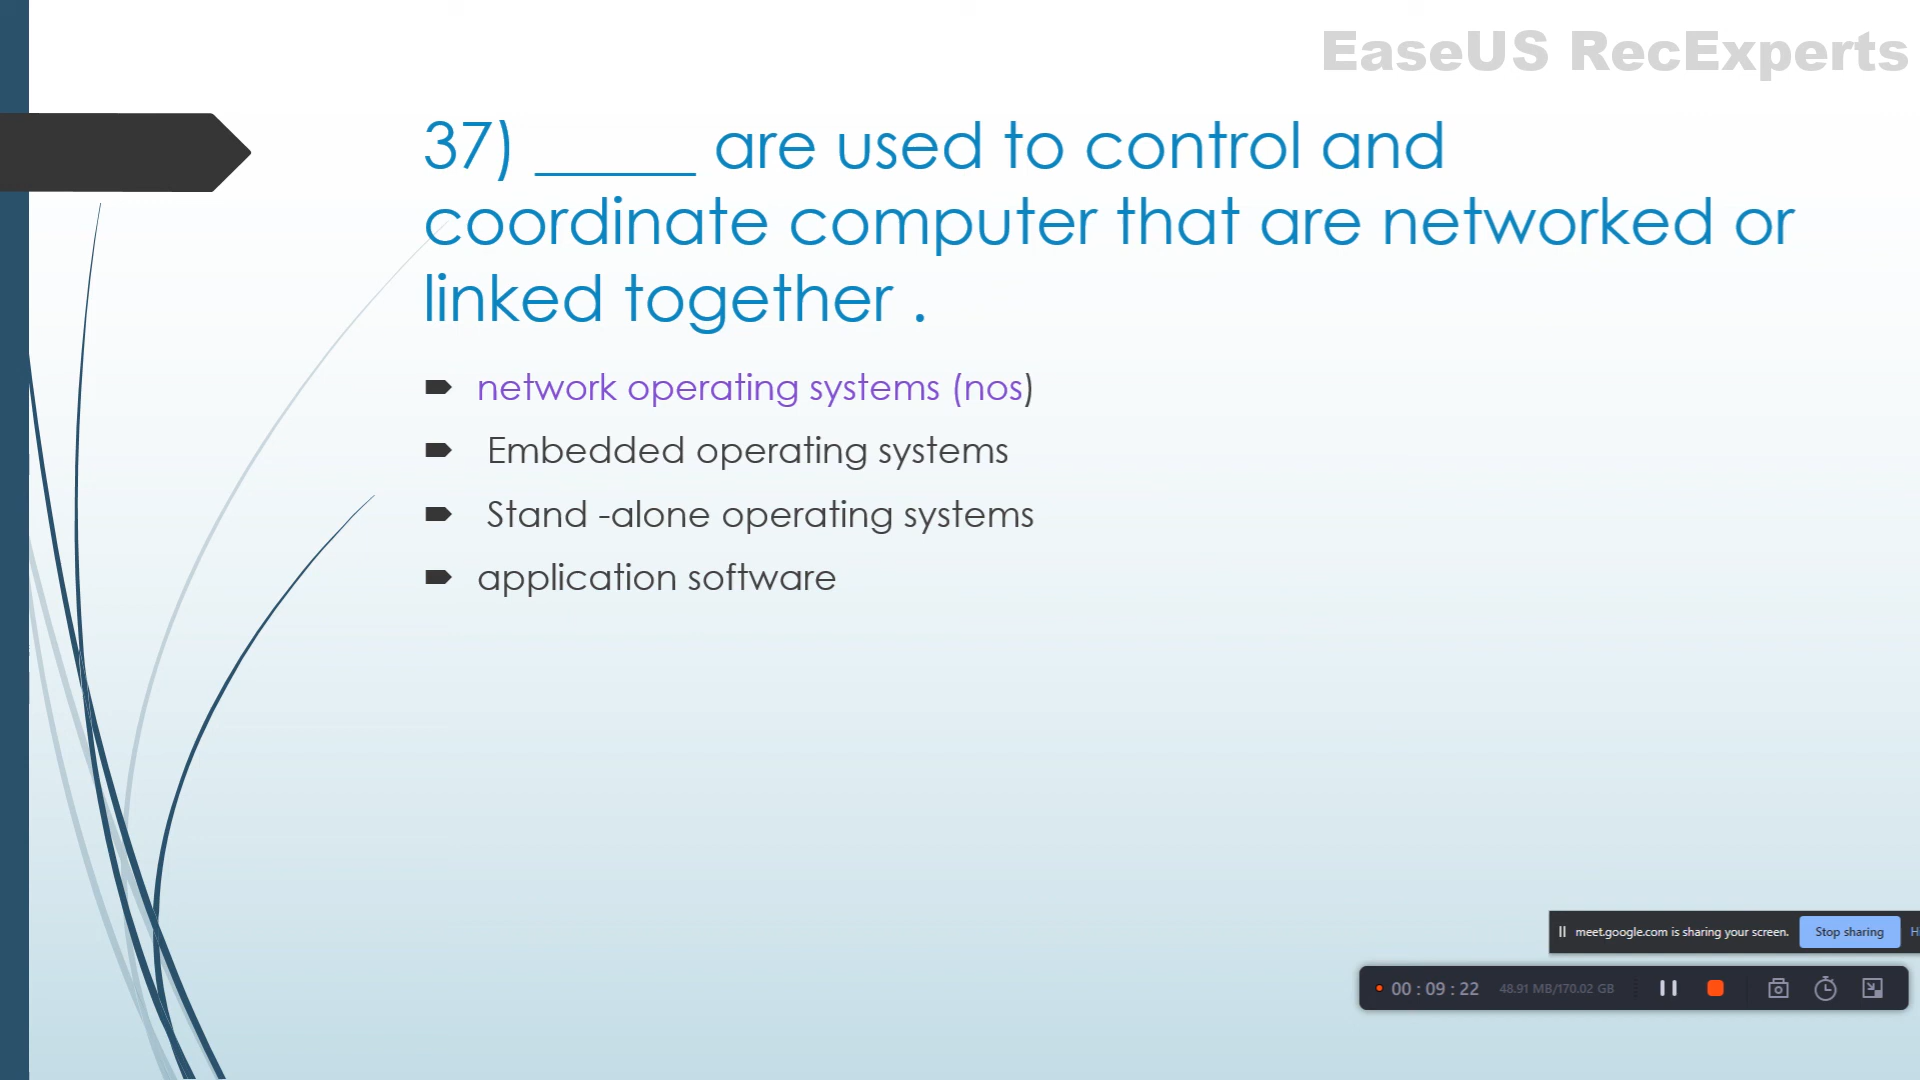 EaseUS RecExperts
37) _____ are used to control and
coordinate computer that are networked or
linked together .
network operating systems (nos)
Embedded operating systems
Stand -alone operating systems
application software
meet.google.com is sharing your screen.
Stop sharing
00 : 09 : 22
48.91 MB/170.02 GB